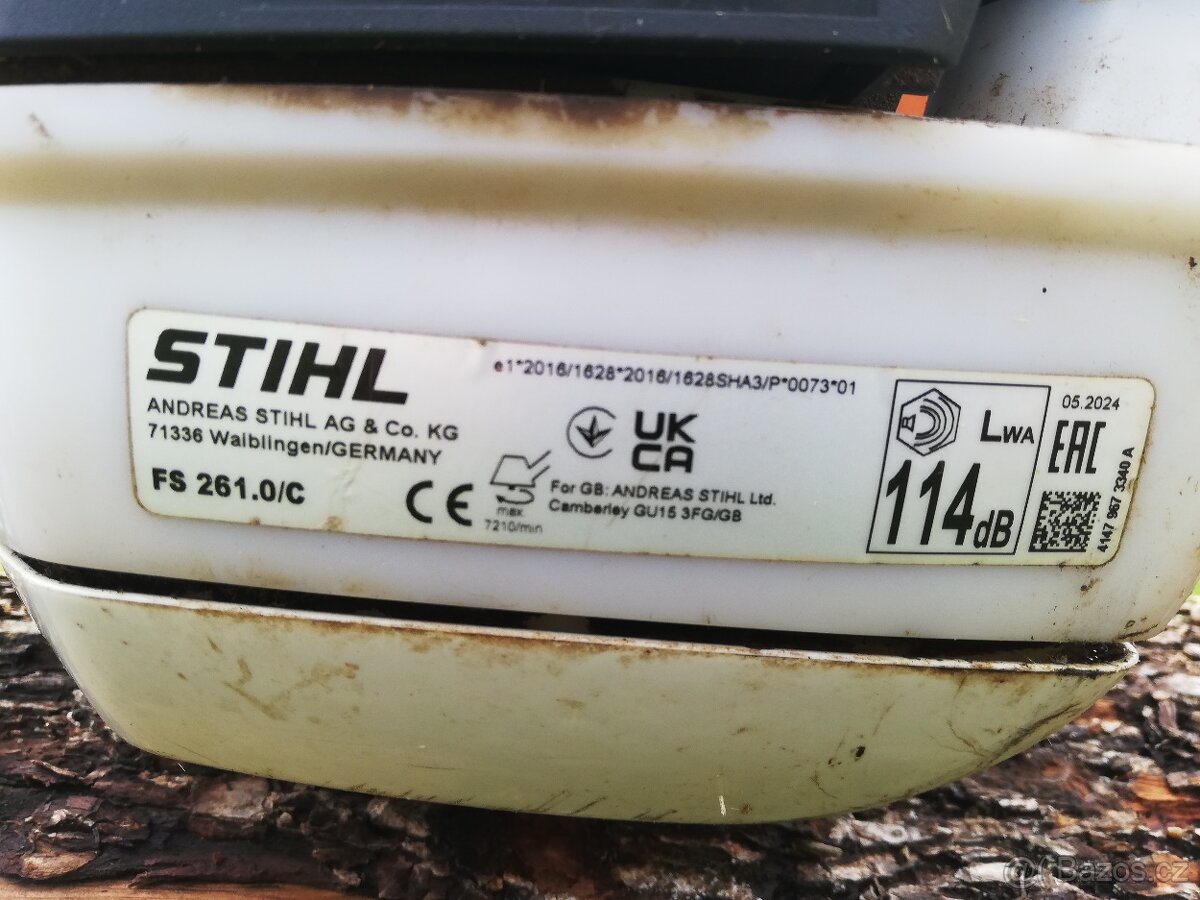 STIHL
ANDREAS STIHL AG & Co. KG
71336 Waiblingen/GERMANY
FS 261.0/C
e1*2016/1628*2016/1628SHA3/P*0073*01
CE
max.
7210/min
UK
CA
For GB: ANDREAS STIHL Ltd.
Camberley GU15 3FG/GB
LWA
114dB
05.2024
EAC
4147 967 3340 A
Bazos.cz